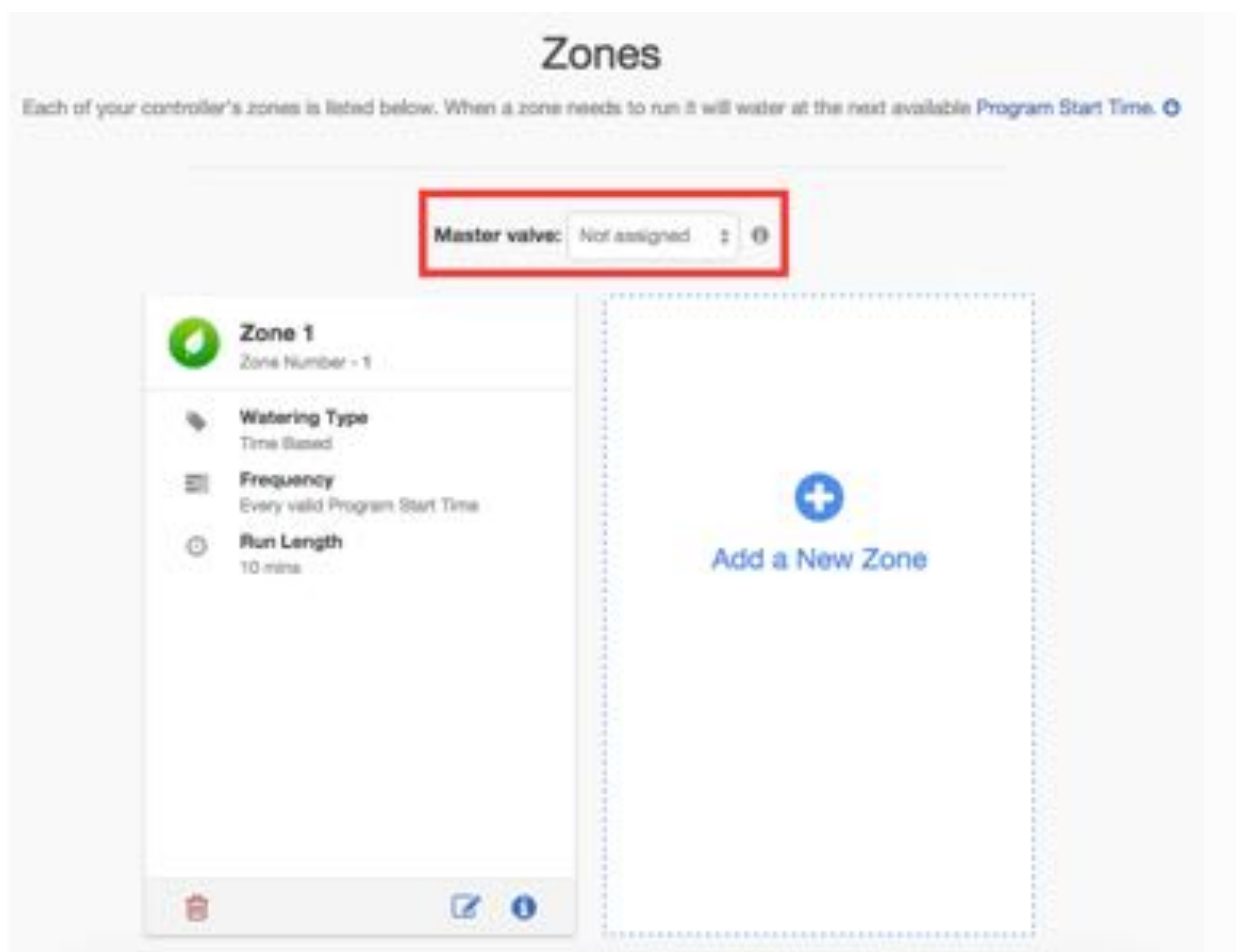 Zones
Each of your controller's zones is listed below. When a zone needs to run it will water at the next available Program Start Time.
Master valve: Not assigned
Zone 1
Zone Number - 1
Watering Type
Time Based
Frequency
Every valid Program Start Time
Run Length
10 mins
Add a New Zone